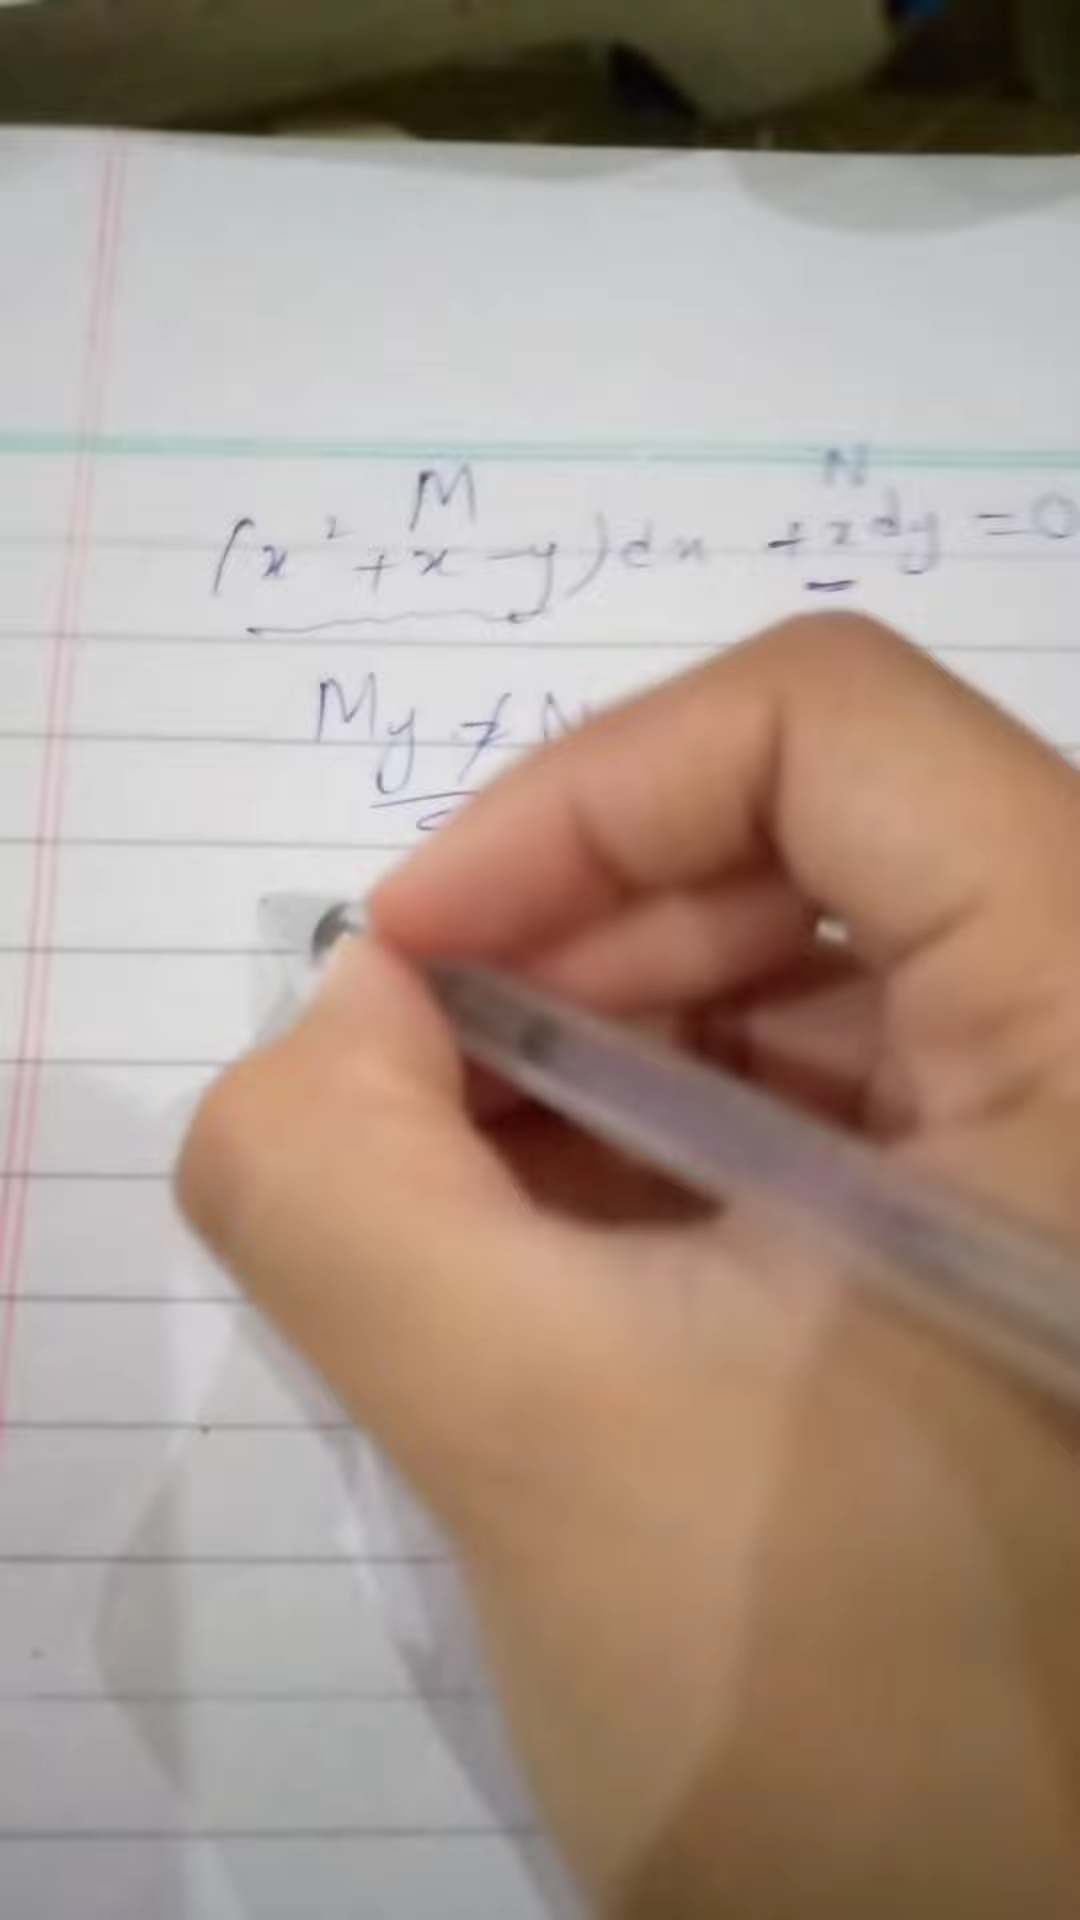 M N
(x² + x - y) dx + x dy = 0
My ≠ N